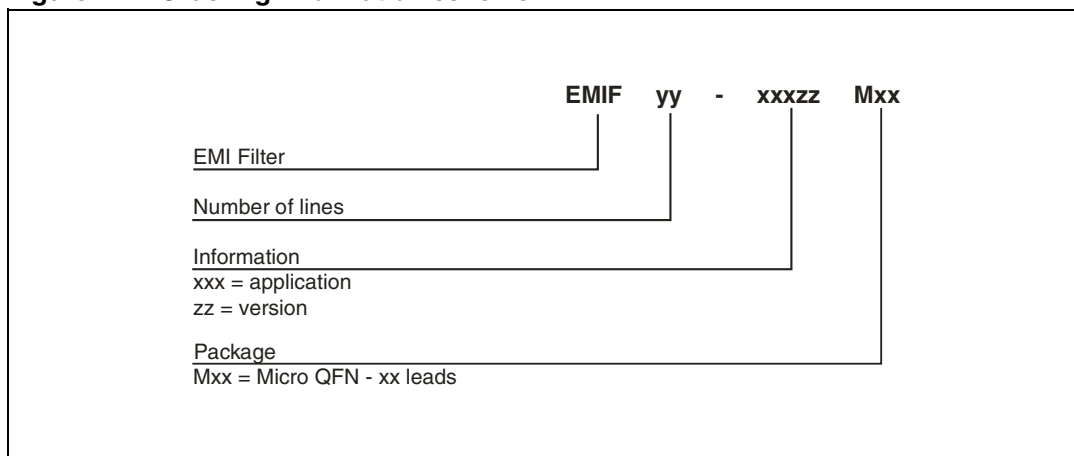 EMIF yy - xxxzz Mxx
EMI Filter
Number of lines
Information
xxx = application
zz = version
Package
Mxx = Micro QFN - xx leads